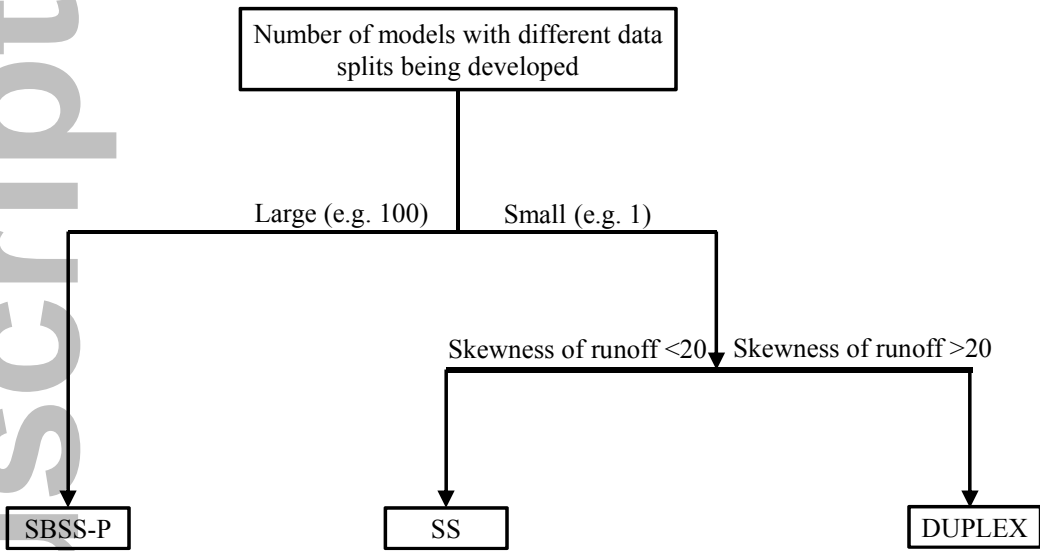 Number of models with different data
splits being developed
Large (e.g. 100)
Small (e.g. 1)
Skewness of runoff <20
Skewness of runoff >20
SBSS-P
SS
DUPLEX
script